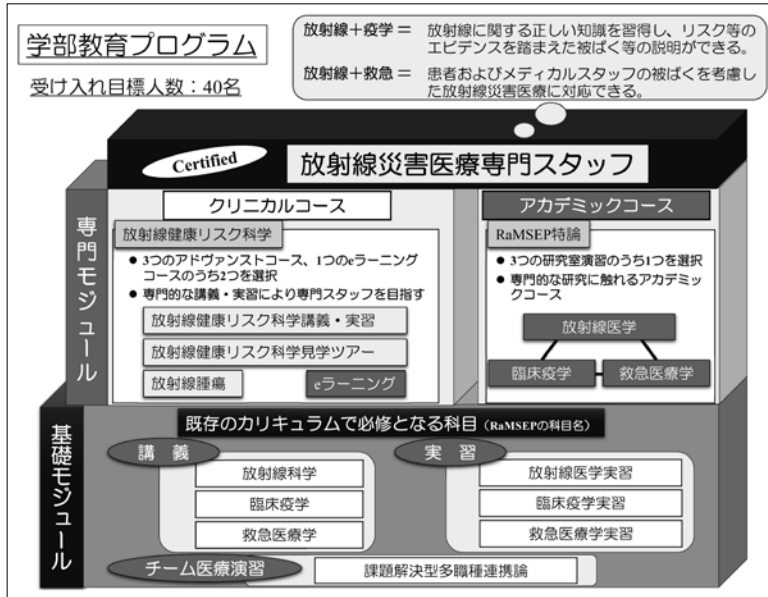 学部教育プログラム
受け入れ目標人数：40名
放射線＋疫学＝ 放射線に関する正しい知識を習得し、リスク等の
エビデンスを踏まえた被ばく等の説明ができる。
放射線＋救急＝ 患者およびメディカルスタッフの被ばくを考慮し
た放射線災害医療に対応できる。
Certified
放射線災害医療専門スタッフ
専門モジュール
クリニカルコース
放射線健康リスク科学
● 3つのアドヴァンストコース、1つのeラーニング
コースのうち2つを選択
● 専門的な講義・実習により専門スタッフを目指す
放射線健康リスク科学講義・実習
放射線健康リスク科学見学ツアー
放射線腫瘍
eラーニング
アカデミックコース
RaMSEP特論
● 3つの研究室演習のうち1つを選択
● 専門的な研究に触れるアカデミッ
クコース
放射線医学
臨床疫学
救急医療学
基礎モジュール
既存のカリキュラムで必修となる科目（RaMSEPの科目名）
講 義
放射線科学
臨床疫学
救急医療学
実 習
放射線医学実習
臨床疫学実習
救急医療学実習
チーム医療演習
課題解決型多職種連携論